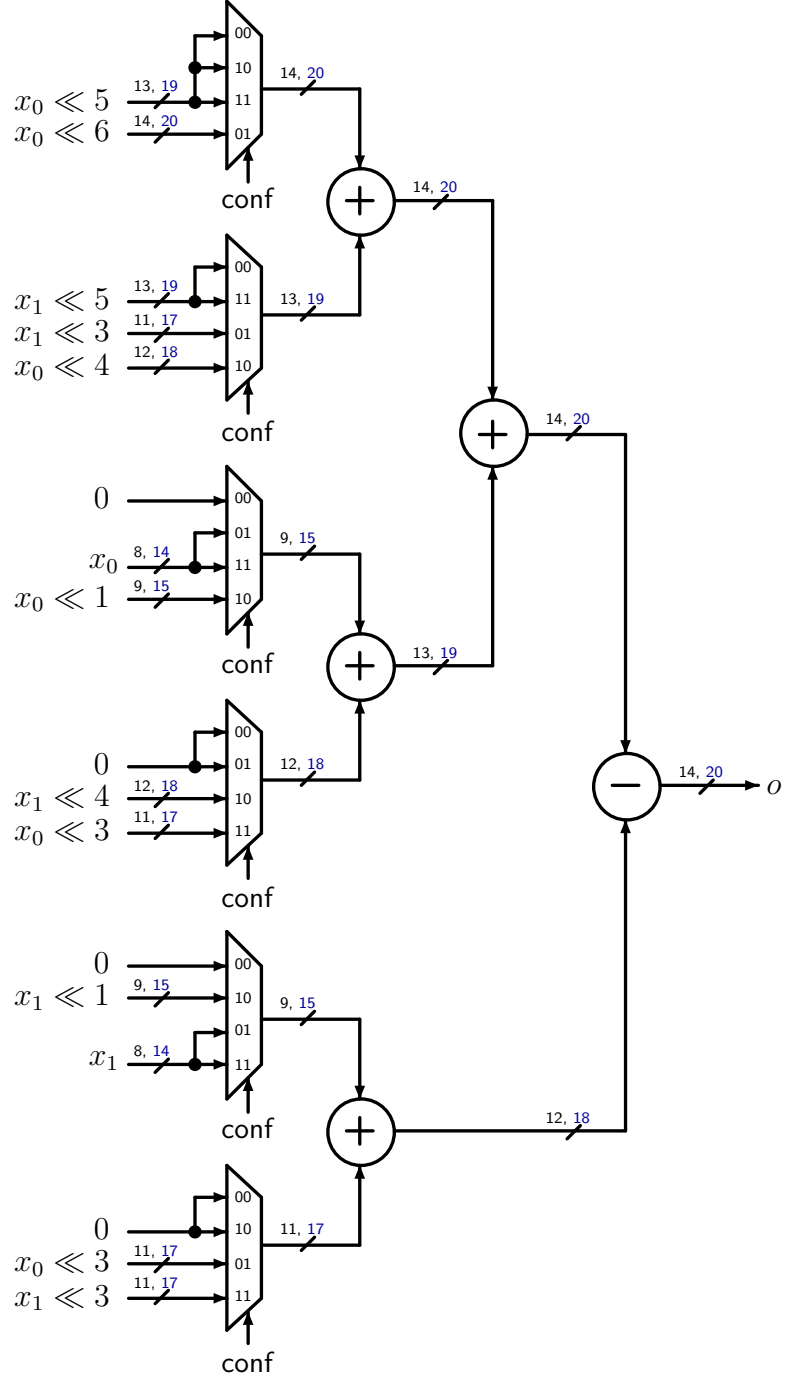 00
10
13, 19
14, 20
x₀ ≪ 5
11
x₀ ≪ 6
14, 20
01
conf
+
14, 20
00
x₁ ≪ 5
13, 19
11
13, 19
x₁ ≪ 3
11, 17
01
x₀ ≪ 4
12, 18
10
conf
+
14, 20
0
00
01
9, 15
x₀
8, 14
11
x₀ ≪ 1
9, 15
10
conf
+
13, 19
00
0
01
12, 18
x₁ ≪ 4
12, 18
10
x₀ ≪ 3
11, 17
11
conf
−
14, 20
o
0
00
x₁ ≪ 1
9, 15
10
9, 15
01
x₁
8, 14
11
conf
+
12, 18
00
0
10
11, 17
x₀ ≪ 3
11, 17
01
x₁ ≪ 3
11, 17
11
conf